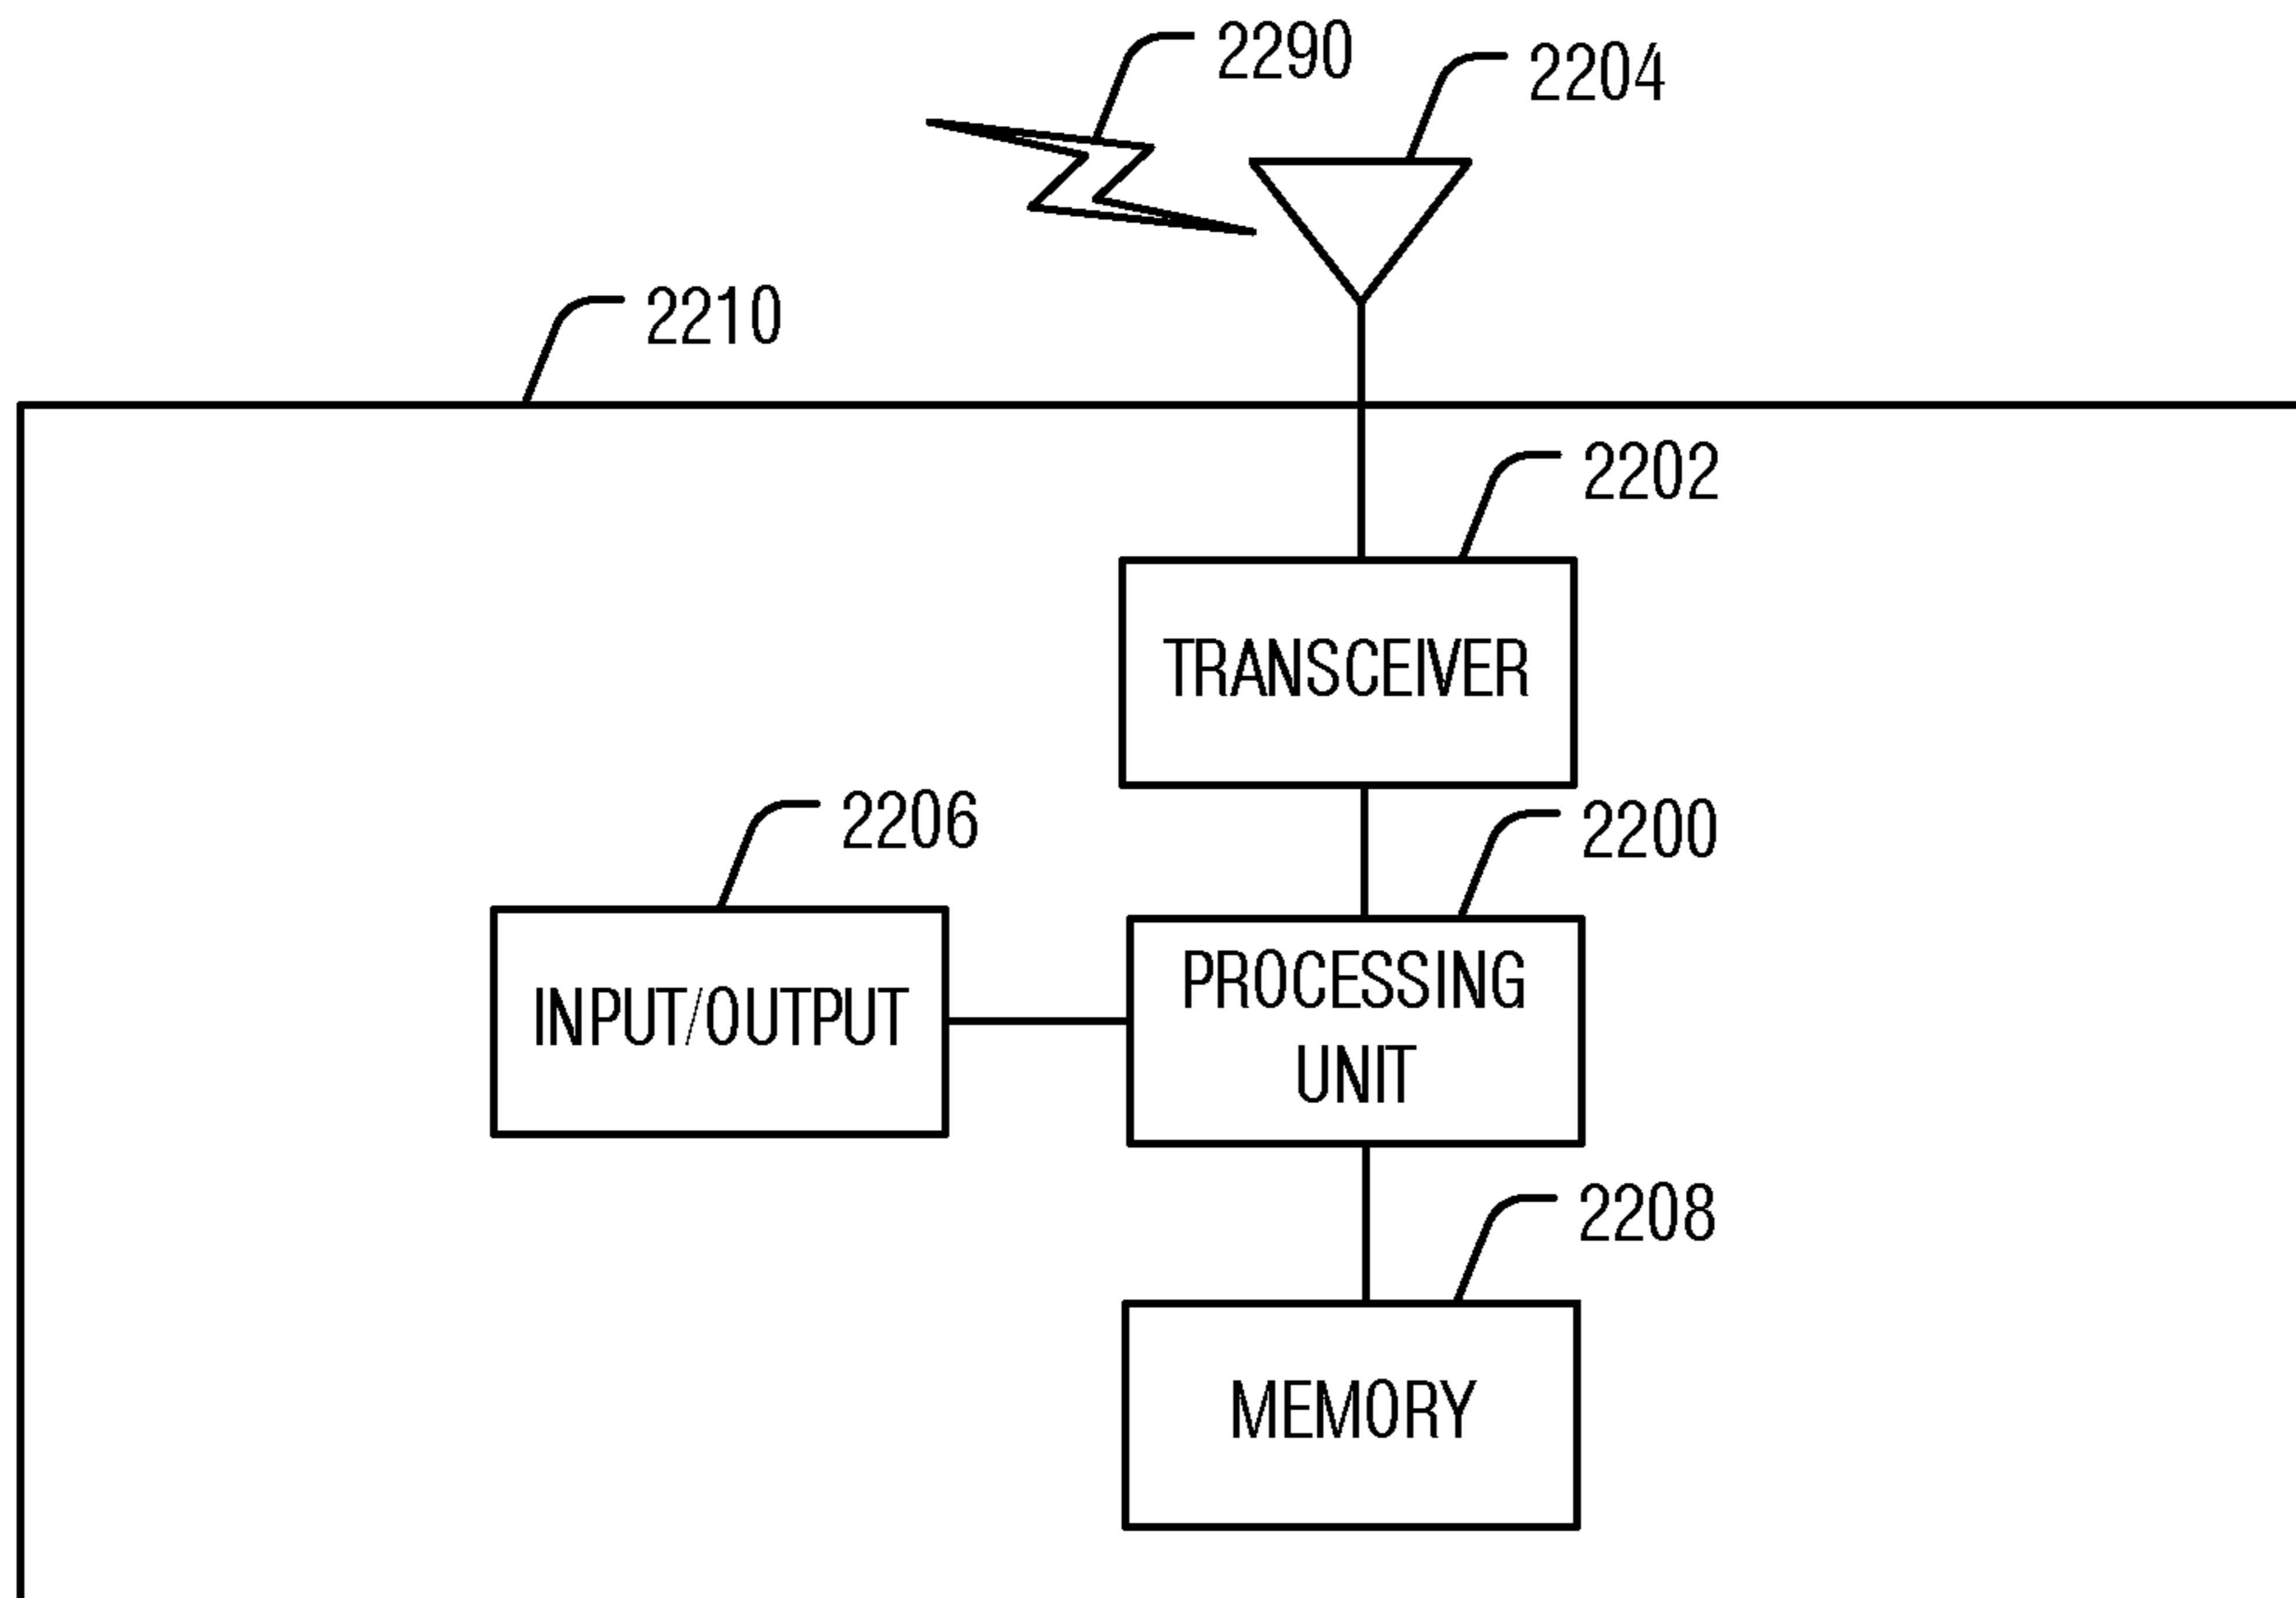 2290
2204
2210
2202
TRANSCEIVER
2206
2200
INPUT/OUTPUT
PROCESSING
UNIT
2208
MEMORY